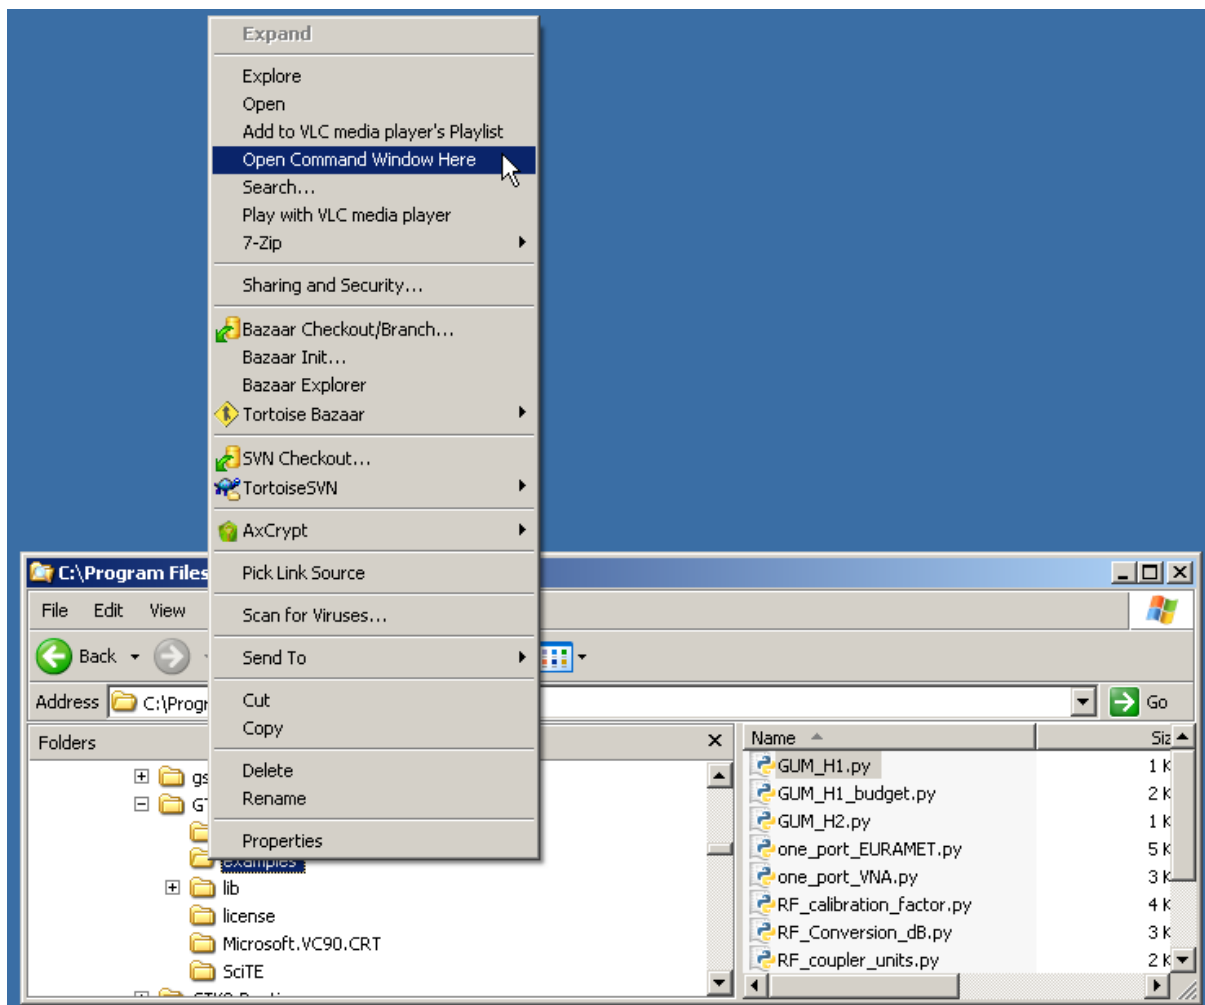 Expand
Explore
Open
Add to VLC media player's Playlist
Open Command Window Here
Search...
Play with VLC media player
7-Zip
Sharing and Security...
Bazaar Checkout/Branch...
Bazaar Init...
Bazaar Explorer
Tortoise Bazaar
SVN Checkout...
TortoiseSVN
AxCrypt
Pick Link Source
Scan for Viruses...
Send To
Cut
Copy
Delete
Rename
Properties
C:\Program Files
File Edit View
Back
Address C:\Progr Go
Folders
gs
GT
examples
lib
license
Microsoft.VC90.CRT
SciTE
Name Siz
GUM_H1.py 1 K
GUM_H1_budget.py 2 K
GUM_H2.py 1 K
one_port_EURAMET.py 5 K
one_port_VNA.py 3 K
RF_calibration_factor.py 4 K
RF_Conversion_dB.py 3 K
RF_coupler_units.py 2 K